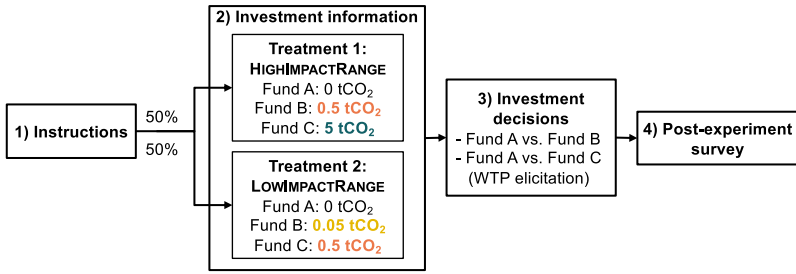 1) Instructions
50%
50%
2) Investment information
Treatment 1:
HIGHIMPACTRANGE
Fund A: 0 tCO₂
Fund B: 0.5 tCO₂
Fund C: 5 tCO₂
Treatment 2:
LOWIMPACTRANGE
Fund A: 0 tCO₂
Fund B: 0.05 tCO₂
Fund C: 0.5 tCO₂
3) Investment
decisions
- Fund A vs. Fund B
- Fund A vs. Fund C
(WTP elicitation)
4) Post-experiment
survey